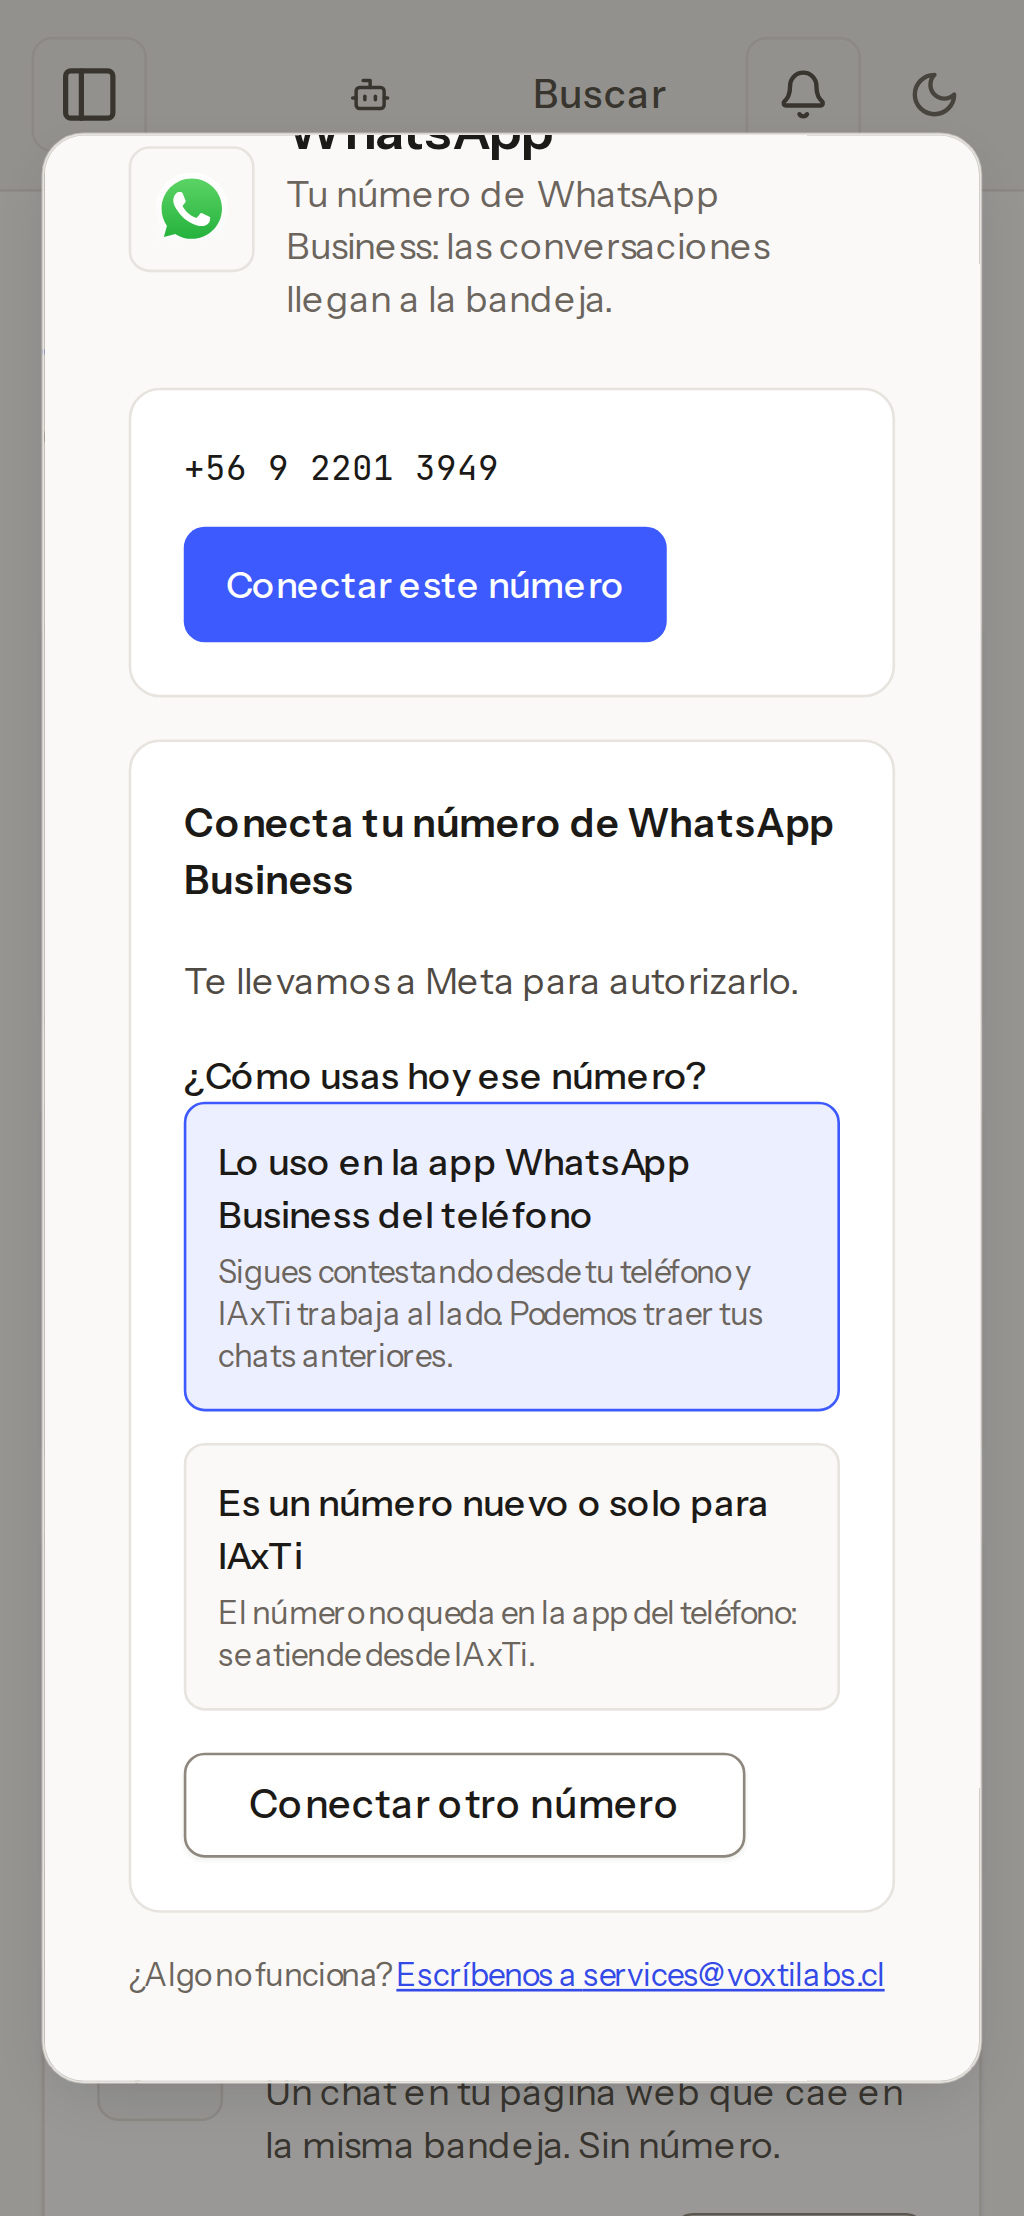 Buscar
WhatsApp
Tu número de WhatsApp
Business: las conversaciones
llegan a la bandeja.
+56 9 2201 3949
Conectar este número
Conecta tu número de WhatsApp
Business
Te llevamos a Meta para autorizarlo.
¿Cómo usas hoy ese número?
Lo uso en la app WhatsApp
Business del teléfono
Sigues contestando desde tu teléfono y
IAxTi trabaja al lado. Podemos traer tus
chats anteriores.
Es un número nuevo o solo para
IAxTi
El número no queda en la app del teléfono:
se atiende desde IAxTi.
Conectar otro número
¿Algo no funciona? Escríbenos a services@voxtilabs.cl
Un chat en tu página web que cae en
la misma bandeja. Sin número.